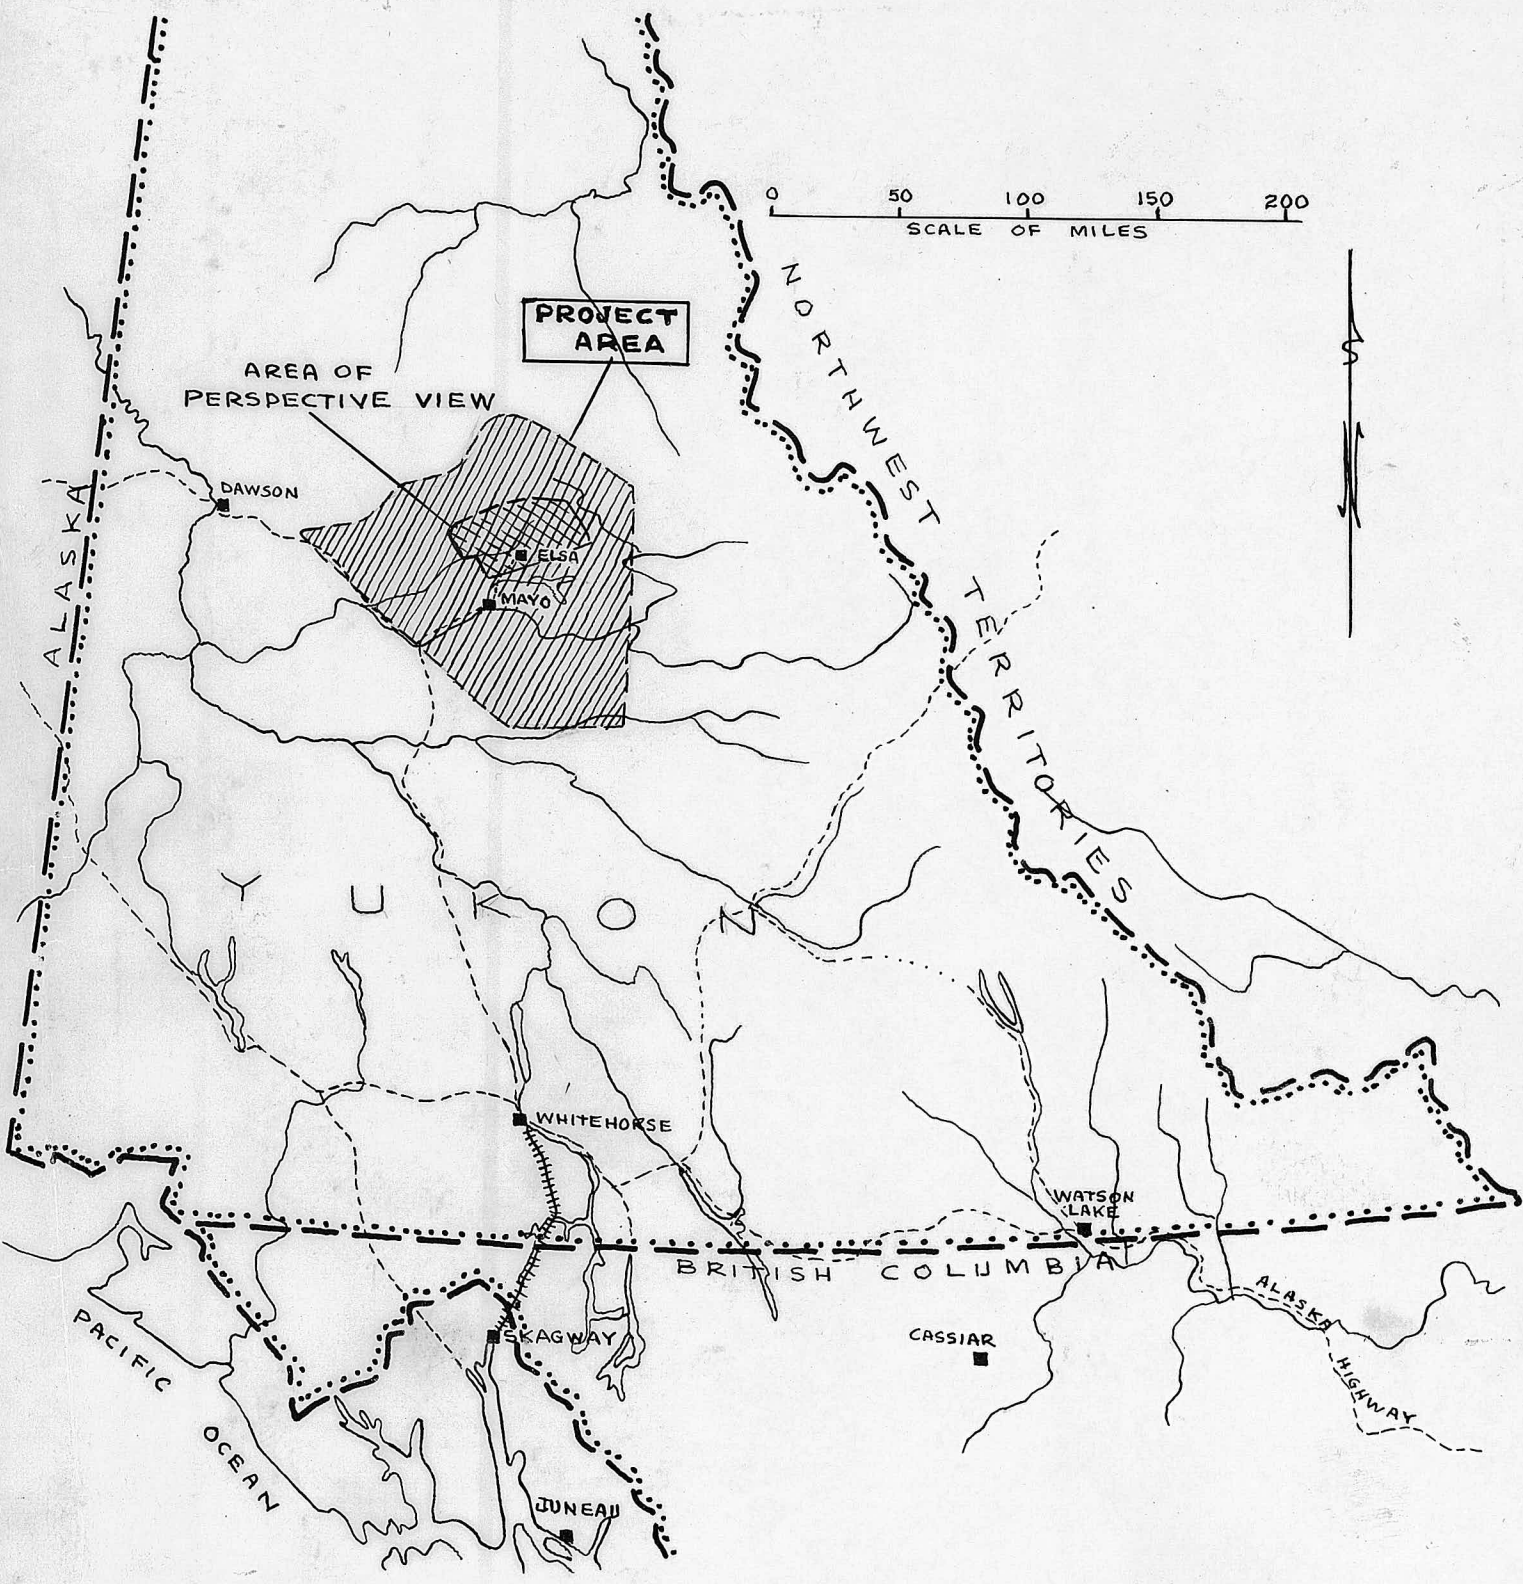 0 50 100 150 200
SCALE OF MILES
NORTHWEST TERRITORIES
PROJECT
AREA
AREA OF
PERSPECTIVE VIEW
DAWSON
ALASKA
ELSA
MAYO
YUKON
WHITEHORSE
WATSON
LAKE
BRITISH COLUMBIA
ALASKA HIGHWAY
SKAGWAY
CASSIAR
PACIFIC OCEAN
JUNEAU